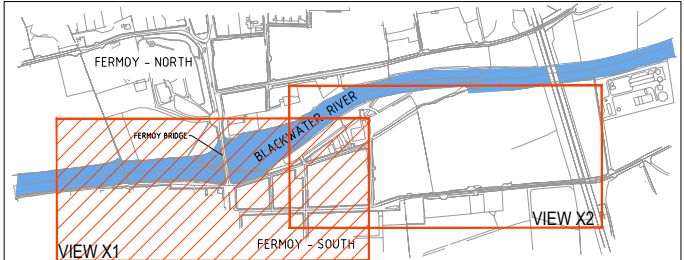 FERMOY - NORTH
FERMOY BRIDGE
BLACKWATER RIVER
VIEW X2
FERMOY - SOUTH
VIEW X1